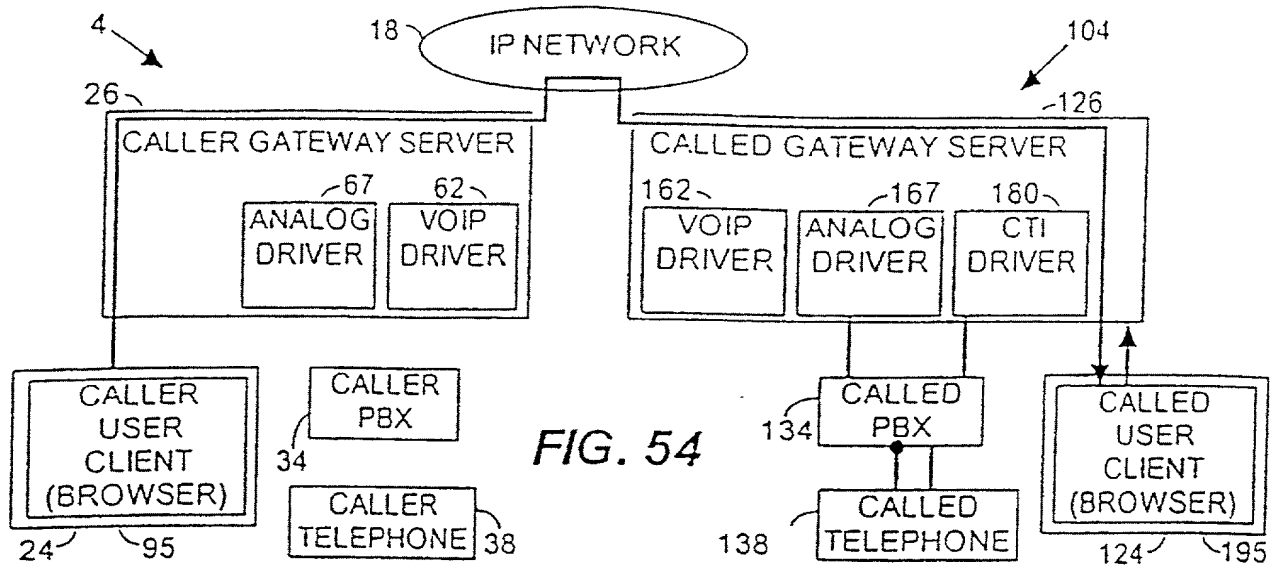 4
18
IP NETWORK
104
26
126
CALLER GATEWAY SERVER
CALLED GATEWAY SERVER
67
62
162
167
180
ANALOG
DRIVER
VOIP
DRIVER
VOIP
DRIVER
ANALOG
DRIVER
CTI
DRIVER
CALLER
USER
CLIENT
(BROWSER)
24
95
CALLER
PBX
34
CALLER
TELEPHONE
38
FIG. 54
CALLED
PBX
134
CALLED
TELEPHONE
138
CALLED
USER
CLIENT
(BROWSER)
124
195